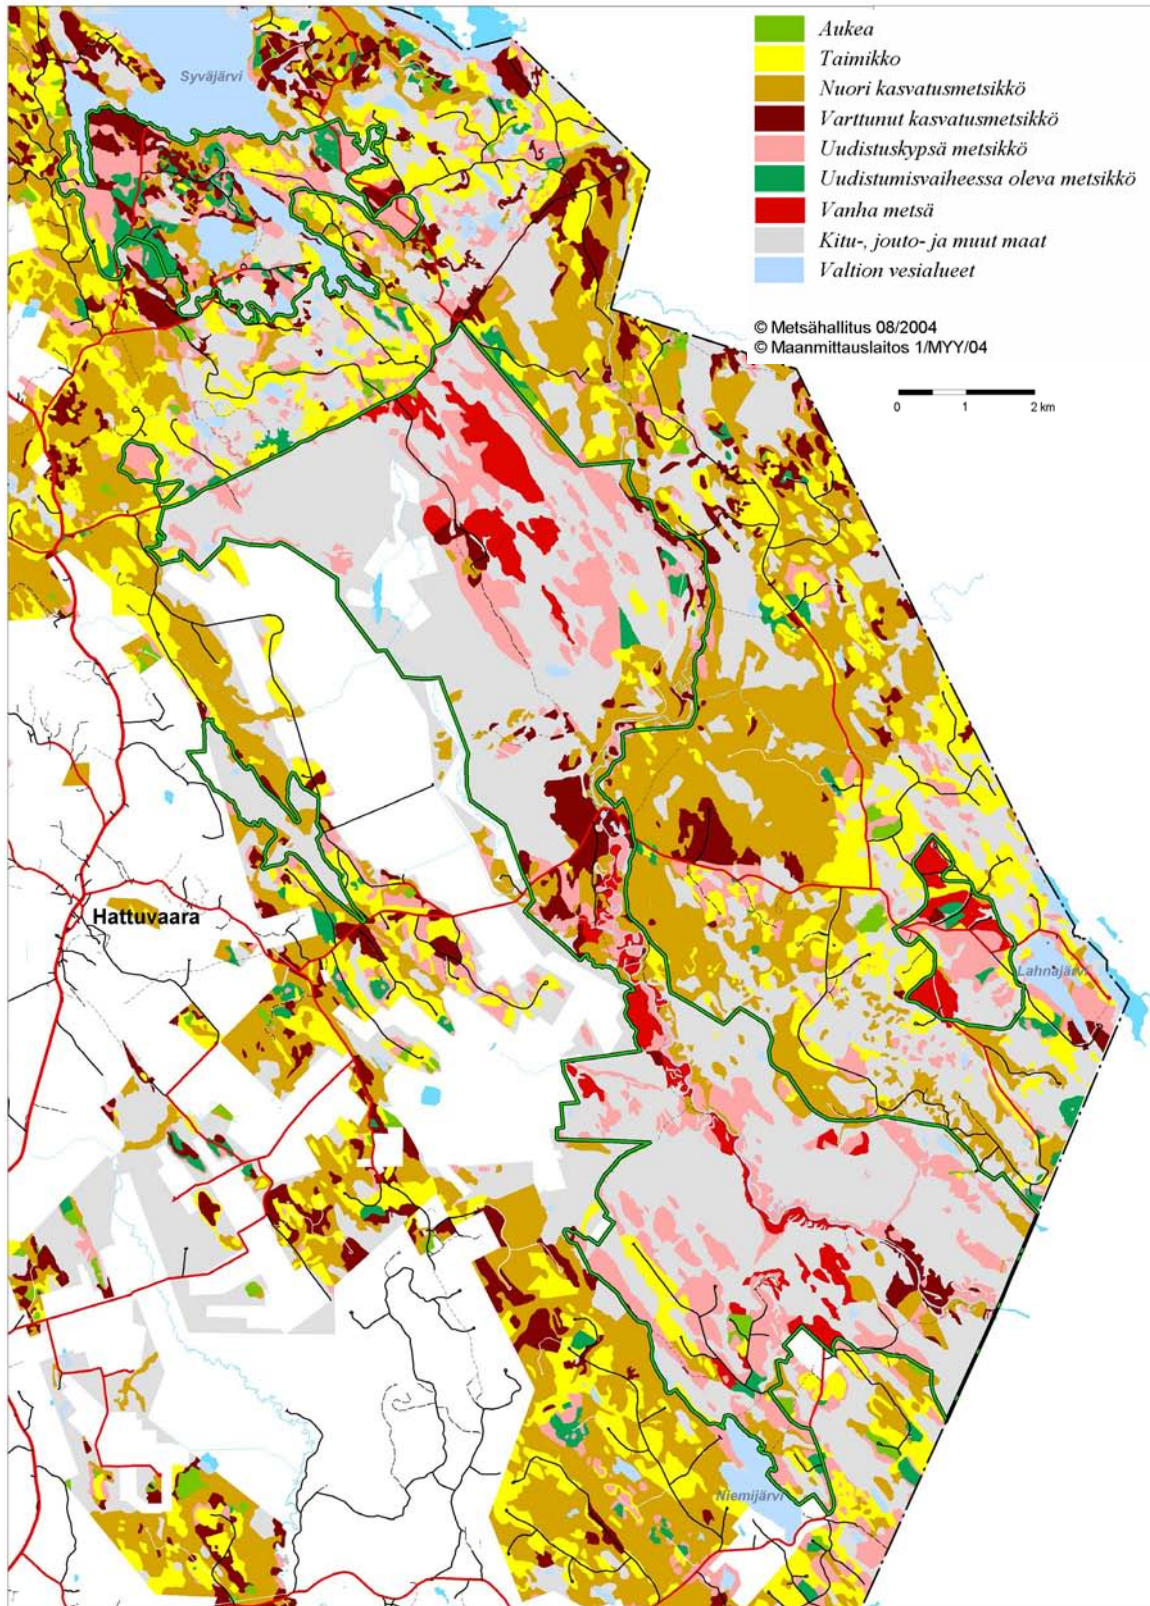 Aukea
Taimikko
Nuori kasvatusmetsikkö
Varttunut kasvatusmetsikkö
Uudistuskypsä metsikkö
Uudistumisvaiheessa oleva metsikkö
Vanha metsä
Kitu-, jouto- ja muut maat
Valtion vesialueet
© Metsähallitus 08/2004
© Maanmittauslaitos 1/MYY/04
0 1 2 km
Syväjärvi
Hattuvaara
Lahnajärvi
Niemijärvi